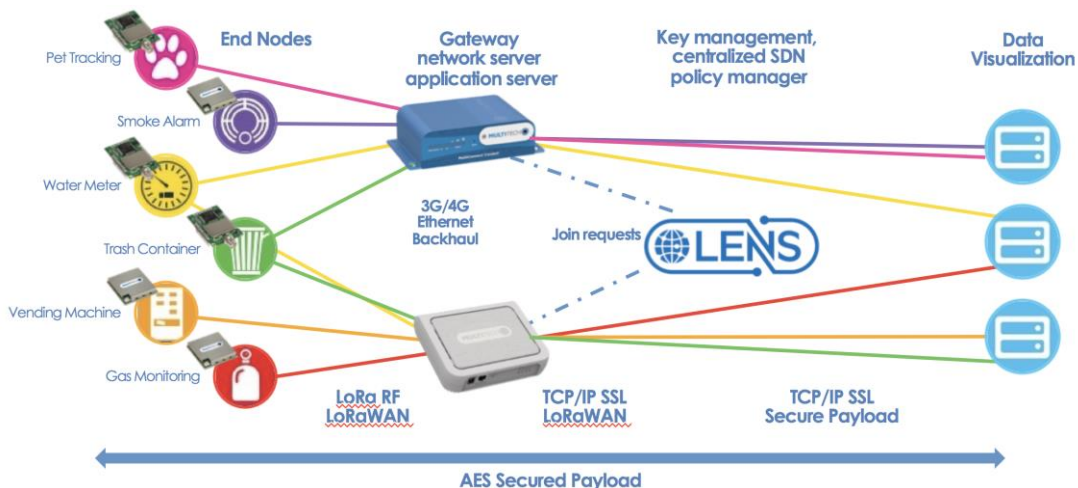 End Nodes
Gateway
network server
application server
Key management,
centralized SDN
policy manager
Data
Visualization
Pet Tracking
Smoke Alarm
Water Meter
Trash Container
Vending Machine
Gas Monitoring
MULTITECH
3G/4G
Ethernet
Backhaul
Join requests
LENS
LoRa RF
LoRaWAN
TCP/IP SSL
LoRaWAN
TCP/IP SSL
Secure Payload
AES Secured Payload